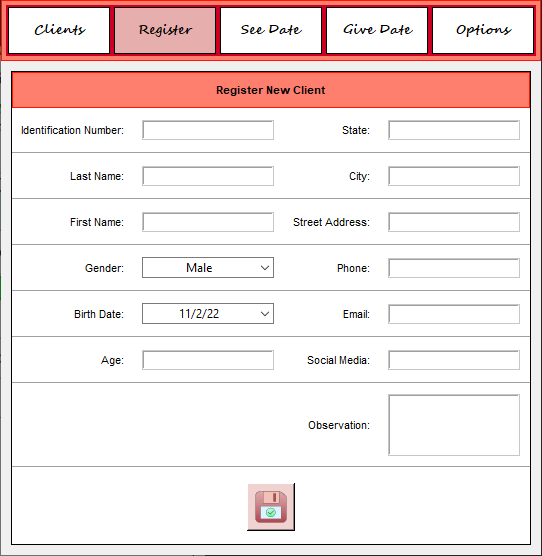 Clients Register See Date Give Date Options
Register New Client
Identification Number: State:
Last Name: City:
First Name: Street Address:
Gender: Male Phone:
Birth Date: 11/2/22 Email:
Age: Social Media:
Observation: